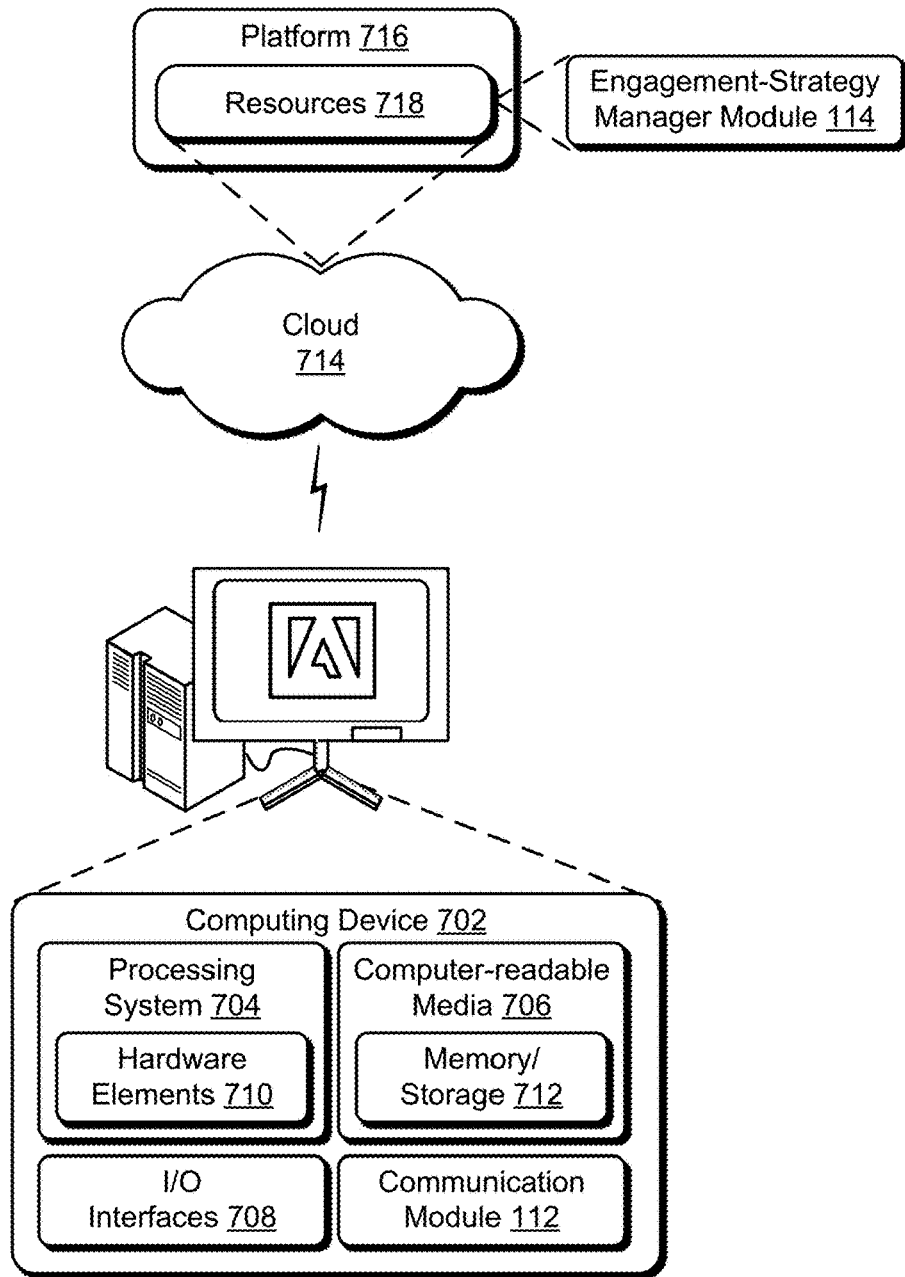 Platform 716
Resources 718
Engagement-Strategy
Manager Module 114
Cloud
714
Computing Device 702
Processing
System 704
Hardware
Elements 710
Computer-readable
Media 706
Memory/
Storage 712
I/O
Interfaces 708
Communication
Module 112